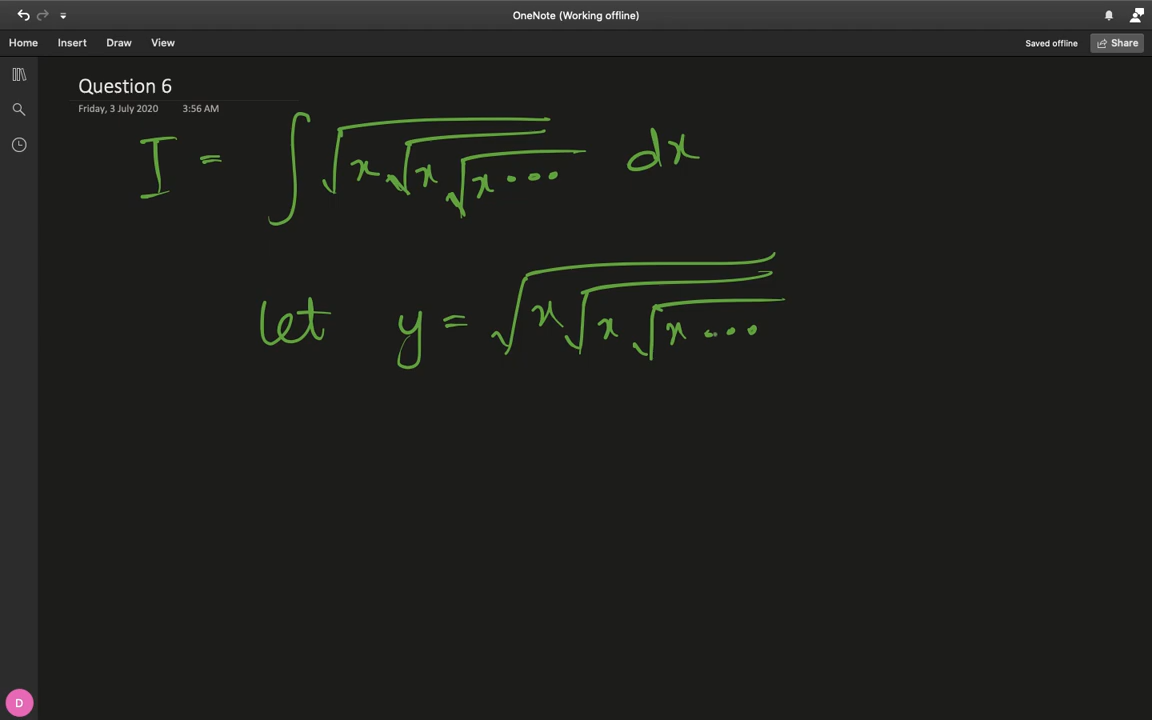 OneNote (Working offline)
Home Insert Draw View
Saved offline Share
Question 6
Friday, 3 July 2020 3:56 AM
I = ∫ √(x√(x√(x ... dx
let y = √(x√(x√(x ...
D